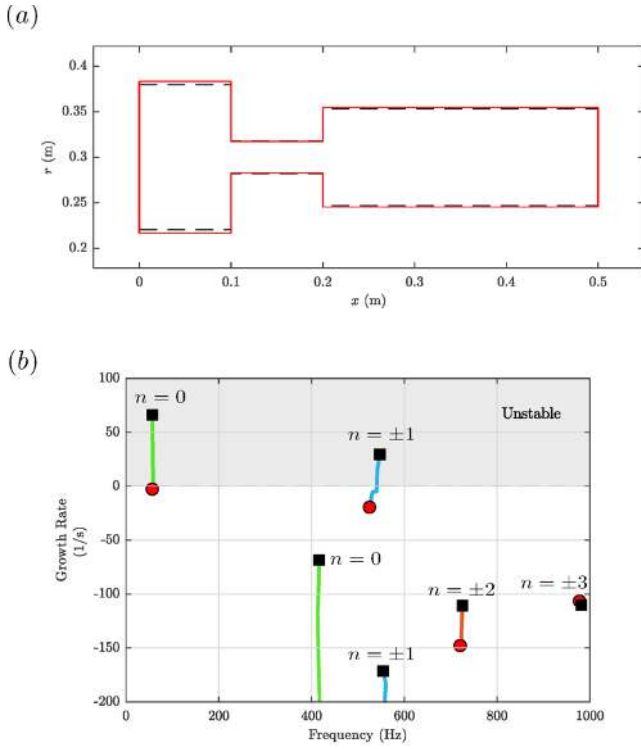 (a)
0.4
0.35
0.3
0.25
0.2
r (m)
0
0.1
0.2
0.3
0.4
0.5
x (m)
(b)
100
50
0
-50
-100
-150
-200
Growth Rate
(1/s)
n = 0
n = ±1
Unstable
n = 0
n = ±2
n = ±3
n = ±1
0
200
400
600
800
1000
Frequency (Hz)